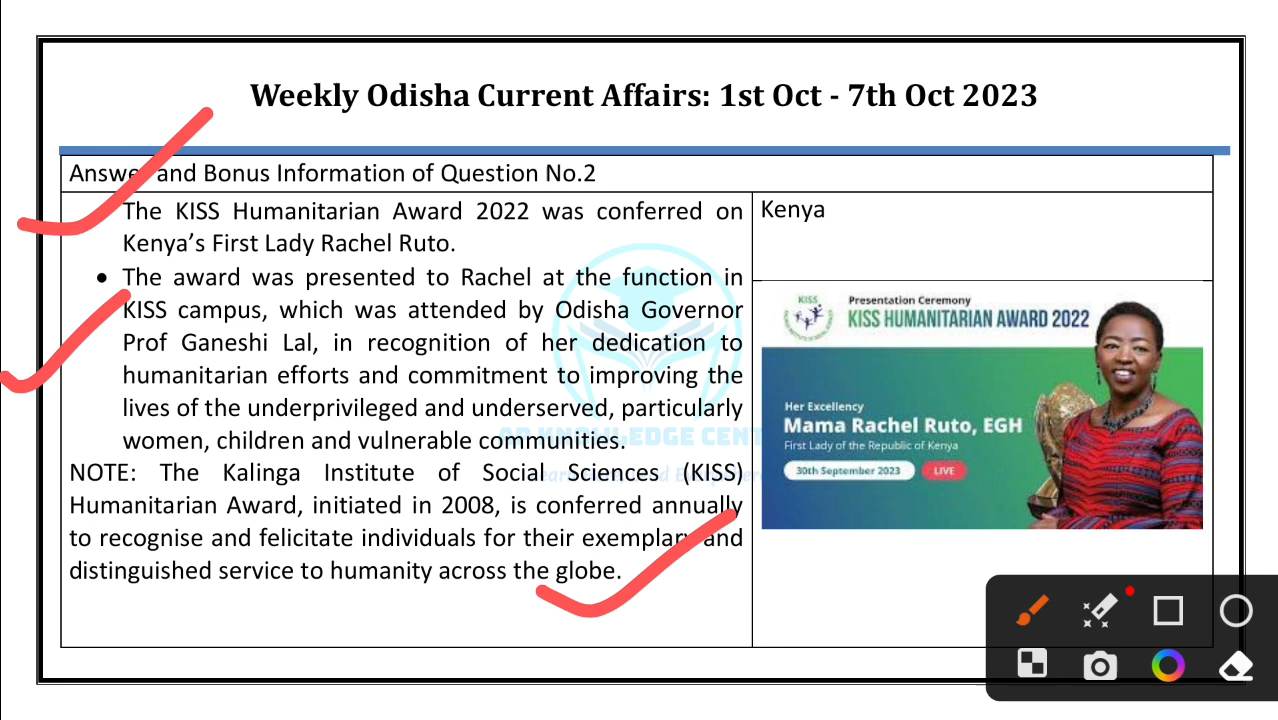 Weekly Odisha Current Affairs: 1st Oct - 7th Oct 2023
Answer and Bonus Information of Question No.2
The KISS Humanitarian Award 2022 was conferred on
Kenya’s First Lady Rachel Ruto.
• The award was presented to Rachel at the function in
KISS campus, which was attended by Odisha Governor
Prof Ganeshi Lal, in recognition of her dedication to
humanitarian efforts and commitment to improving the
lives of the underprivileged and underserved, particularly
women, children and vulnerable communities.
NOTE: The Kalinga Institute of Social Sciences (KISS)
Humanitarian Award, initiated in 2008, is conferred annually
to recognise and felicitate individuals for their exemplary and
distinguished service to humanity across the globe.
Kenya
KISS
Presentation Ceremony
KISS HUMANITARIAN AWARD 2022
Her Excellency
Mama Rachel Ruto, EGH
First Lady of the Republic of Kenya
30th September 2023 LIVE